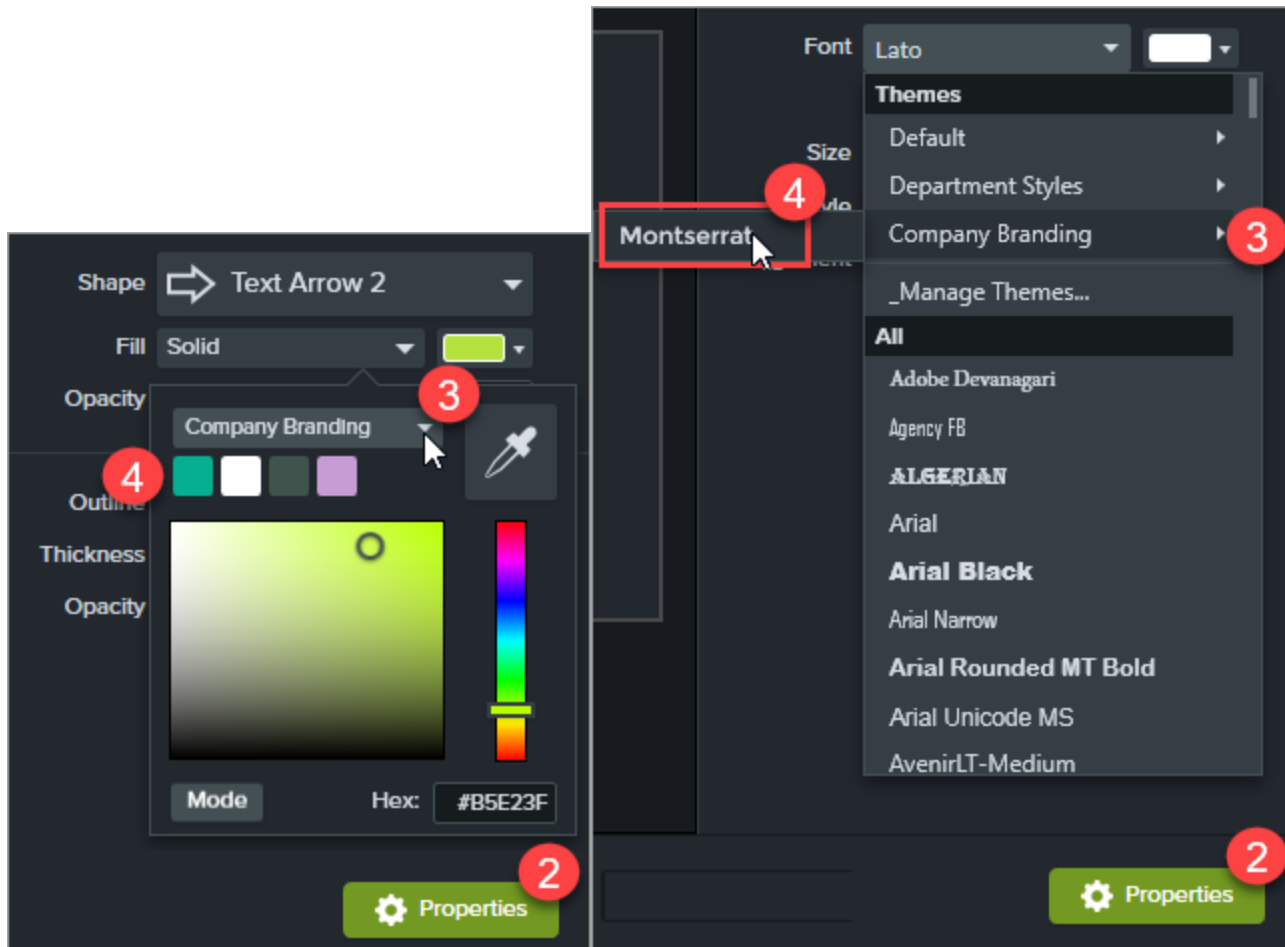 Shape Text Arrow 2
Fill Solid
3
Opacity
Company Branding
4
Outline
Thickness
Opacity
Mode Hex: #B5E23F
2
Properties
Font Lato
Themes
Default
Size
Department Styles
4
Montserrat
Company Branding
3
_Manage Themes...
All
Adobe Devanagari
Agency FB
ALGERIAN
Arial
Arial Black
Arial Narrow
Arial Rounded MT Bold
Arial Unicode MS
AvenirLT-Medium
2
Properties